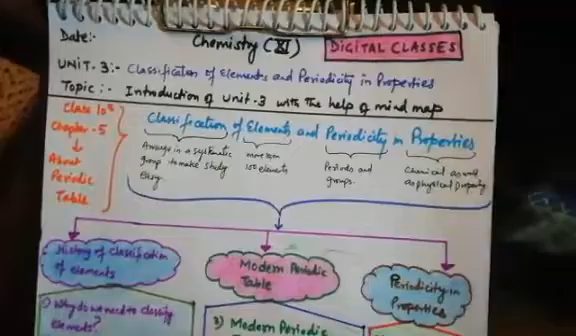 Date:-
Chemistry (XI)
DIGITAL CLASSES
UNIT. 3:- Classification of Elements and Periodicity in Properties
Topic:- Introduction of Unit-3 with the help of mind map
Class 10th
Chapter-5
↓
About
Periodic
Table
Classification of Elements and Periodicity in Properties
Arrange in a systematic
group to make study
easy
more than
100 elements
Periods and
groups.
Chemical as well
as physical property
History of Classification
of elements
Modern Periodic
Table
Periodicity in
Properties
1) Why do we need to classify
elements?
3) Modern Periodic